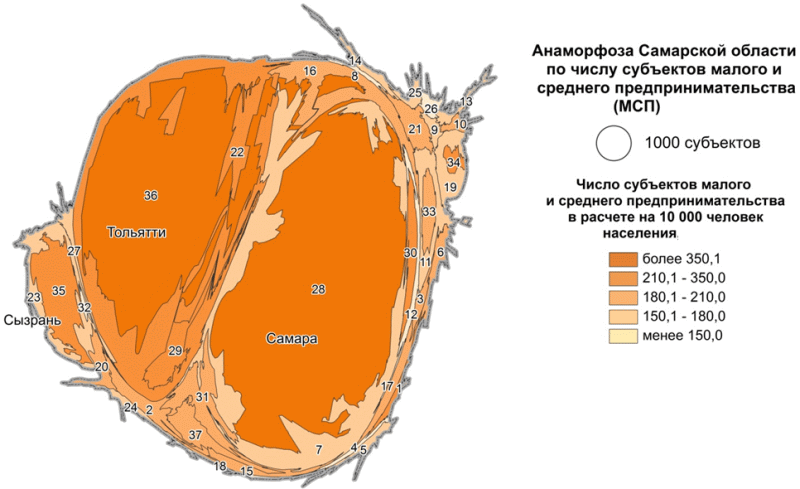 Анаморфоза Самарской области
по числу субъектов малого и
среднего предпринимательства
(МСП)
1000 субъектов
Число субъектов малого
и среднего предпринимательства
в расчете на 10 000 человек
населения
более 350,1
210,1 - 350,0
180,1 - 210,0
150,1 - 180,0
менее 150,0
14
16
8
25
13
26
10
9
21
22
34
19
36
33
Тольятти
27
30
6
11
28
35
23
32
3
12
Сызрань
Самара
29
20
17
1
31
24
2
37
7
4
5
18
15